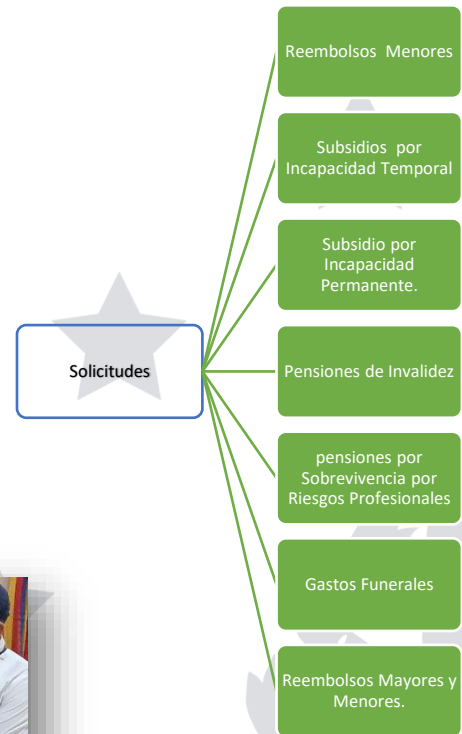 Reembolsos Menores
Subsidios por
Incapacidad Temporal
Subsidio por
Incapacidad
Permanente.
Solicitudes
Pensiones de Invalidez
pensiones por
Sobrevivencia por
Riesgos Profesionales
Gastos Funerales
Reembolsos Mayores y
Menores.